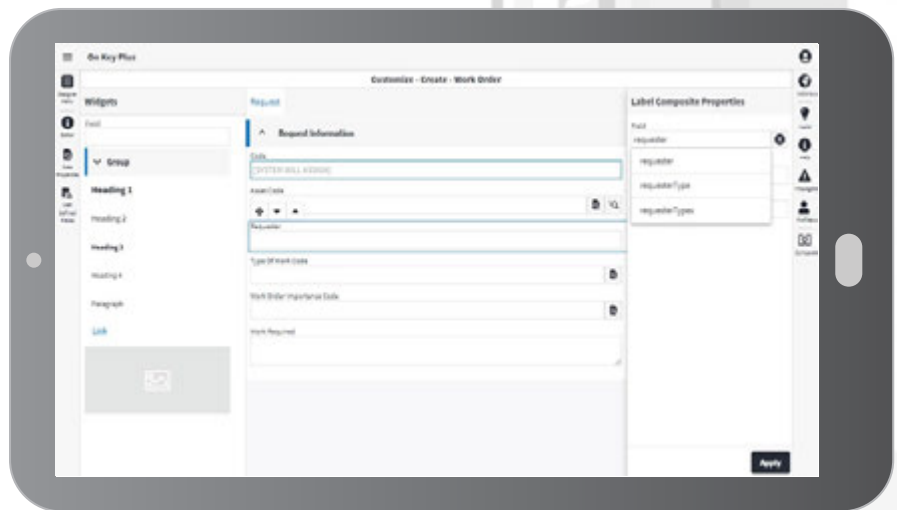 On Key Plus
Customize - Create - Work Order
Widgets
Field
Group
Heading 1
Heading 2
Heading 3
Heading 4
Paragraph
Link
Request
Request Information
Code
[SYSTEM WILL ASSIGN]
Asset Code
Requester
Type Of Work Code
Work Order Importance Code
Work Required
Label Composite Properties
Field
requester
requester
requesterType
requesterTypes
Apply